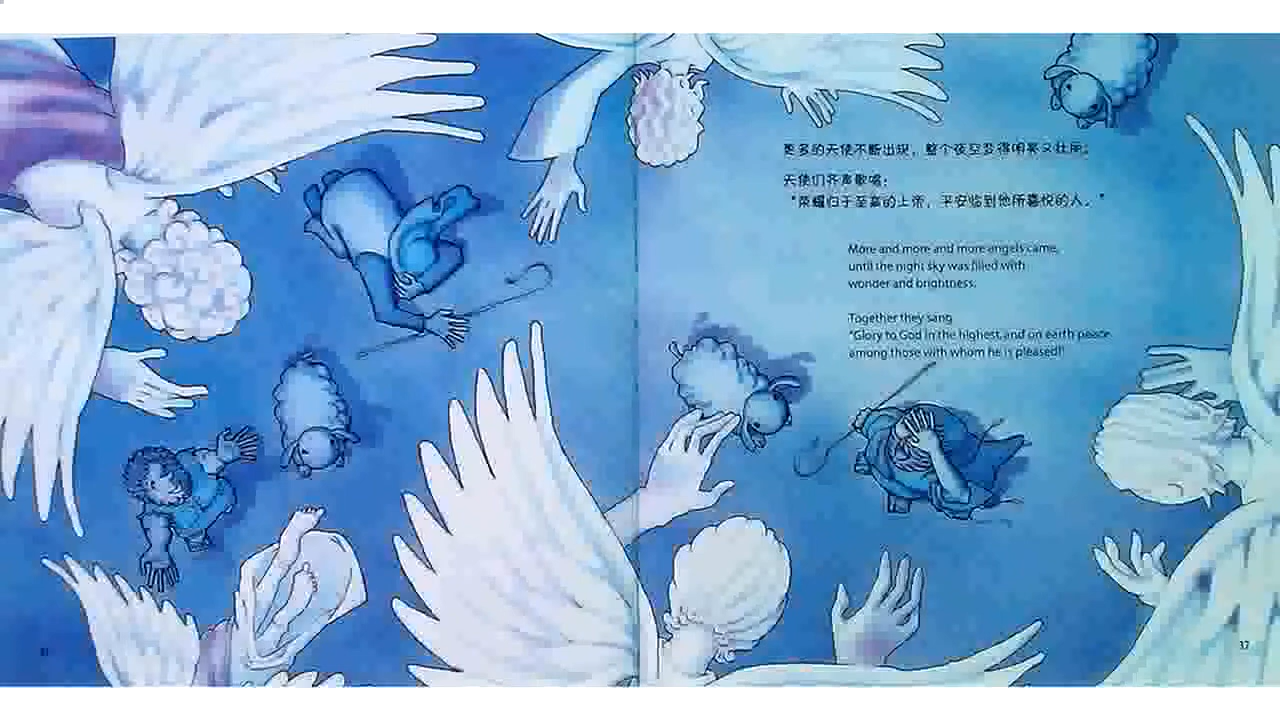 更多的天使不断出现，整个夜空变得明亮又壮丽。
天使们齐声歌唱：
“荣耀归于至高的上帝，平安临到他所喜悦的人。”
More and more and more angels came,
until the night sky was filled with
wonder and brightness.
Together they sang
"Glory to God in the highest, and on earth peace
among those with whom he is pleased!"
37